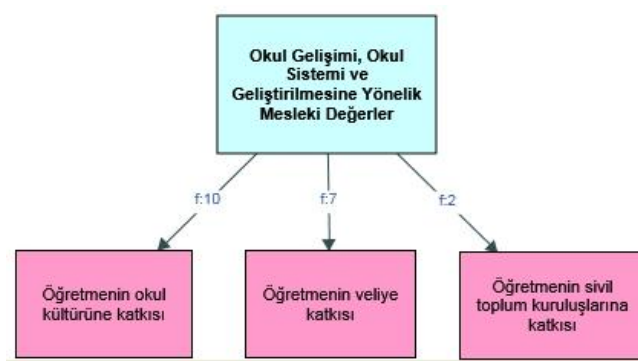 Okul Gelişimi, Okul
Sistemi ve
Geliştirilmesine Yönelik
Mesleki Değerler
f:10
f:7
f:2
Öğretmenin okul
kültürüne katkısı
Öğretmenin veliye
katkısı
Öğretmenin sivil
toplum kuruluşlarına
katkısı